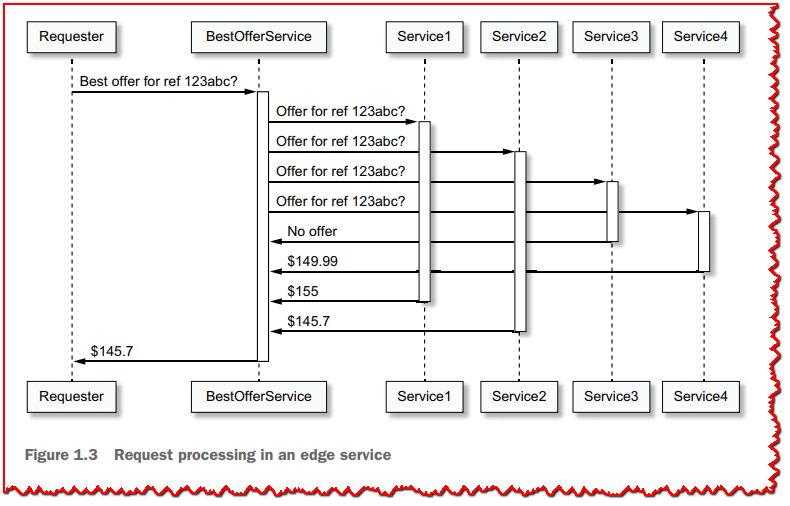 Requester BestOfferService Service1 Service2 Service3 Service4
Best offer for ref 123abc?
Offer for ref 123abc?
Offer for ref 123abc?
Offer for ref 123abc?
Offer for ref 123abc?
No offer
$149.99
$155
$145.7
$145.7
Requester BestOfferService Service1 Service2 Service3 Service4
Figure 1.3 Request processing in an edge service